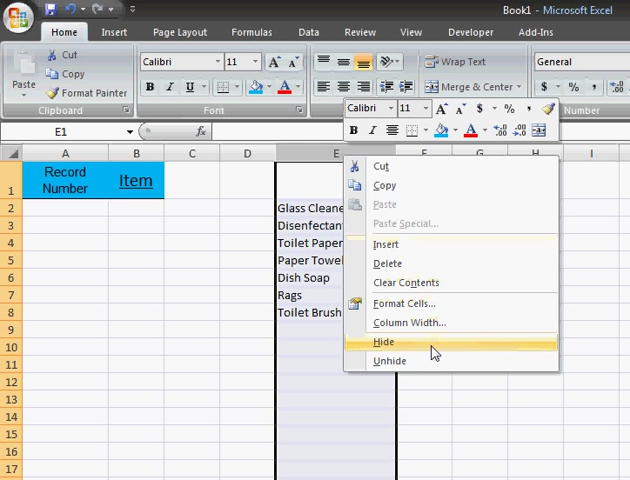 Book1 - Microsoft Excel
Home Insert Page Layout Formulas Data Review View Developer Add-Ins
Cut
Copy
Format Painter
Paste
Clipboard
Calibri 11
Font
Wrap Text
Merge & Center
General
Number
Calibri 11
E1
A B C D E F G H I
1 Record Number Item
2 Glass Cleane
3 Disenfectant
4 Toilet Paper
5 Paper Towel
6 Dish Soap
7 Rags
8 Toilet Brush
9
10
11
12
13
14
15
16
17
Cut
Copy
Paste
Paste Special...
Insert
Delete
Clear Contents
Format Cells...
Column Width...
Hide
Unhide